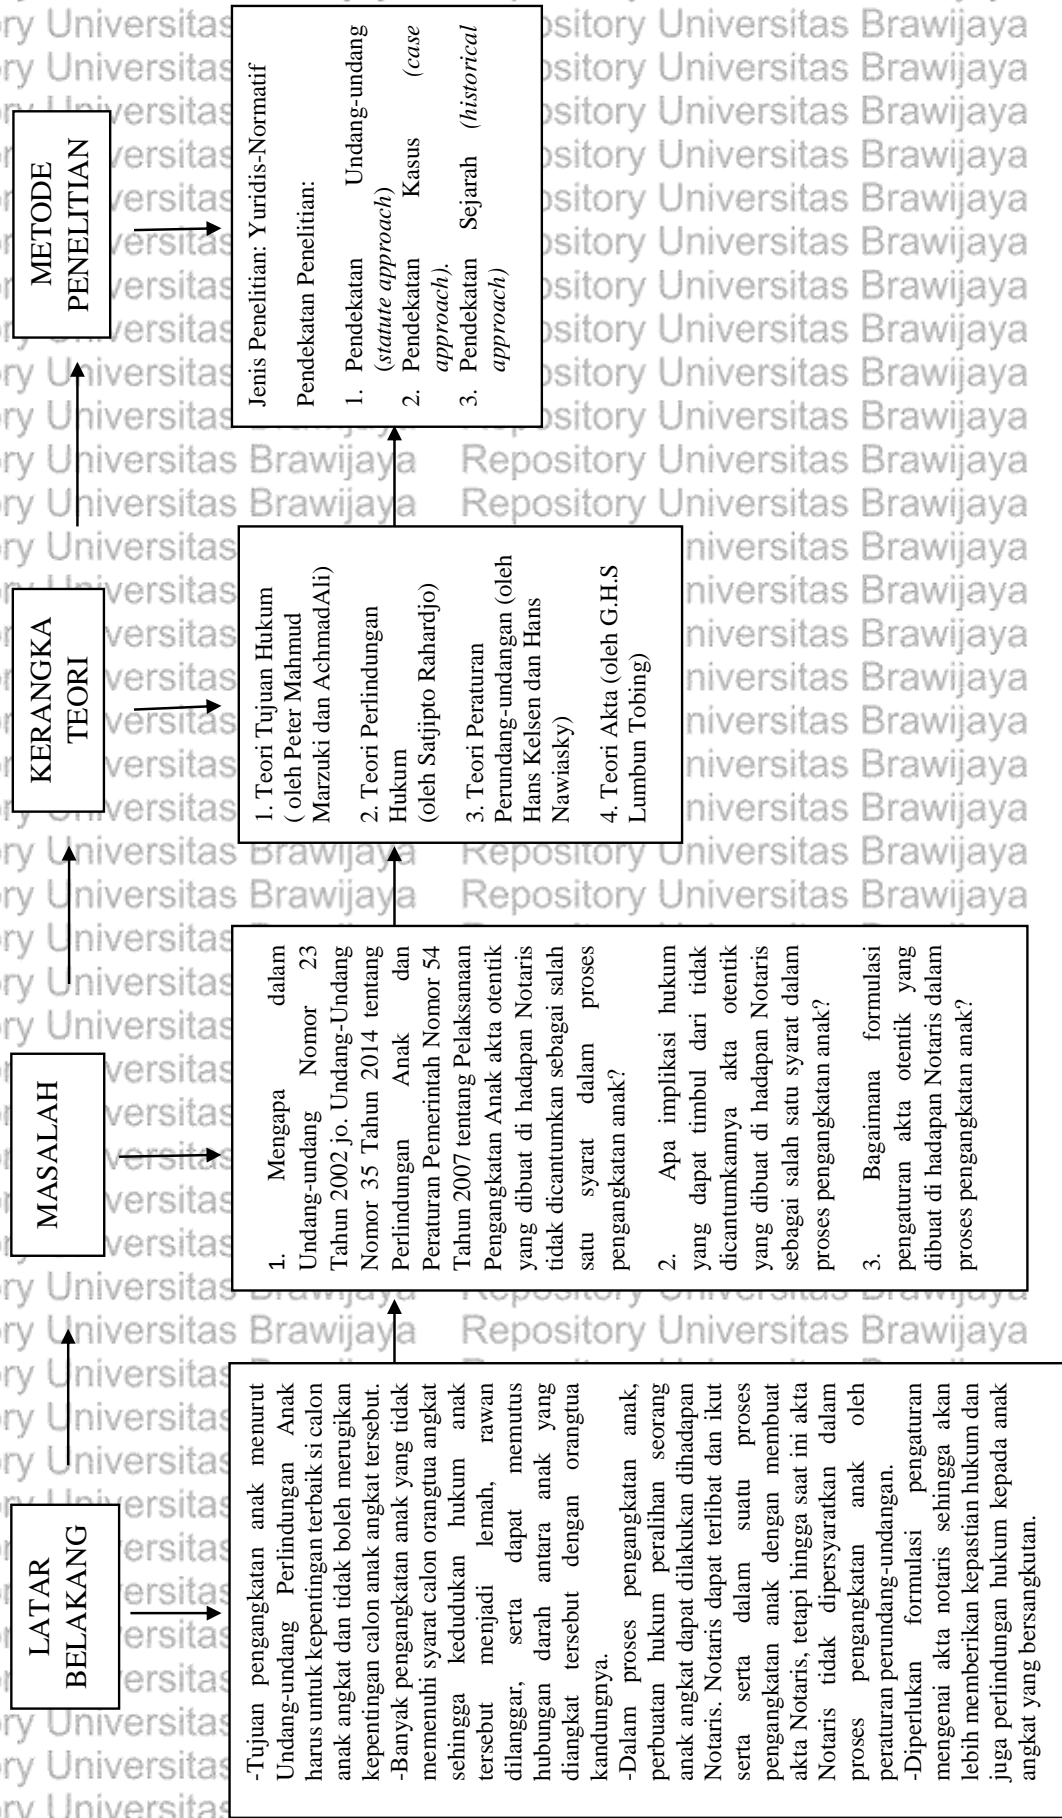 LATAR
BELAKANG
-Tujuan pengangkatan anak menurut
Undang-undang Perlindungan Anak
harus untuk kepentingan terbaik si calon
anak angkat dan tidak boleh merugikan
kepentingan calon anak angkat tersebut.
-Banyak pengangkatan anak yang tidak
memenuhi syarat calon orangtua angkat
sehingga kedudukan hukum anak
tersebut menjadi lemah, rawan
dilanggar, serta dapat memutus
hubungan darah antara anak yang
diangkat tersebut dengan orangtua
kandungnya.
-Dalam proses pengangkatan anak,
perbuatan hukum peralihan seorang
anak angkat dapat dilakukan dihadapan
Notaris. Notaris dapat terlibat dan ikut
serta serta dalam suatu proses
pengangkatan anak dengan membuat
akta Notaris, tetapi hingga saat ini akta
Notaris tidak dipersyaratkan dalam
proses pengangkatan anak oleh
peraturan perundang-undangan.
-Diperlukan formulasi pengaturan
mengenai akta notaris sehingga akan
lebih memberikan kepastian hukum dan
juga perlindungan hukum kepada anak
angkat yang bersangkutan.
MASALAH
1. Mengapa dalam
Undang-undang Nomor 23
Tahun 2002 jo. Undang-Undang
Nomor 35 Tahun 2014 tentang
Perlindungan Anak dan
Peraturan Pemerintah Nomor 54
Tahun 2007 tentang Pelaksanaan
Pengangkatan Anak akta otentik
yang dibuat di hadapan Notaris
tidak dicantumkan sebagai salah
satu syarat dalam proses
pengangkatan anak?
2. Apa implikasi hukum
yang dapat timbul dari tidak
dicantumkannya akta otentik
yang dibuat di hadapan Notaris
sebagai salah satu syarat dalam
proses pengangkatan anak?
3. Bagaimana formulasi
pengaturan akta otentik yang
dibuat di hadapan Notaris dalam
proses pengangkatan anak?
KERANGKA
TEORI
1. Teori Tujuan Hukum
( oleh Peter Mahmud
Marzuki dan AchmadAli)
2. Teori Perlindungan
Hukum
(oleh Satjipto Rahardjo)
3. Teori Peraturan
Perundang-undangan (oleh
Hans Kelsen dan Hans
Nawiasky)
4. Teori Akta (oleh G.H.S
Lumbun Tobing)
METODE
PENELITIAN
Jenis Penelitian: Yuridis-Normatif
Pendekatan Penelitian:
1. Pendekatan Undang-undang
(statute approach)
2. Pendekatan Kasus (case
approach).
3. Pendekatan Sejarah (historical
approach)
Repository Universitas Brawijaya